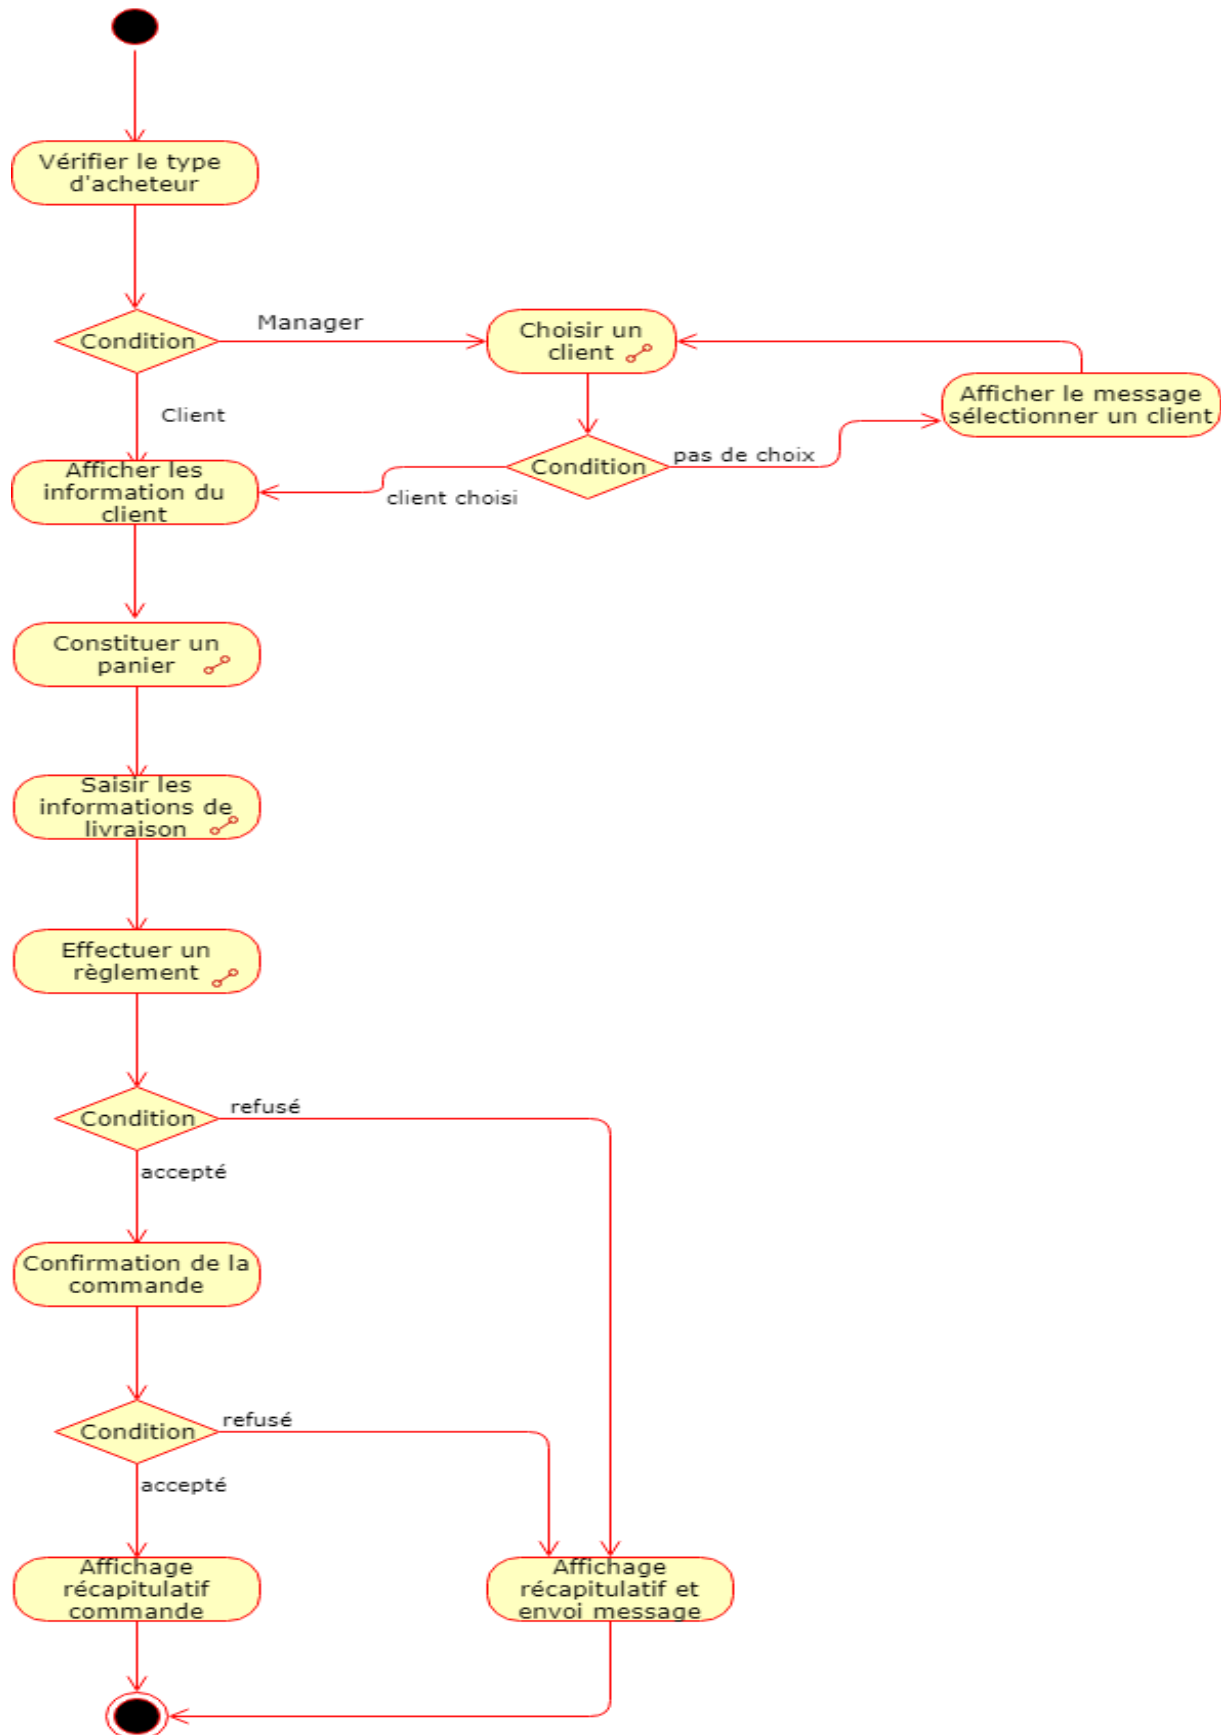 Vérifier le type
d'acheteur
Condition
Manager
Choisir un
client
Afficher le message
sélectionner un client
Client
Condition
pas de choix
client choisi
Afficher les
information du
client
Constituer un
panier
Saisir les
informations de
livraison
Effectuer un
règlement
Condition
refusé
accepté
Confirmation de la
commande
Condition
refusé
accepté
Affichage
récapitulatif
commande
Affichage
récapitulatif et
envoi message